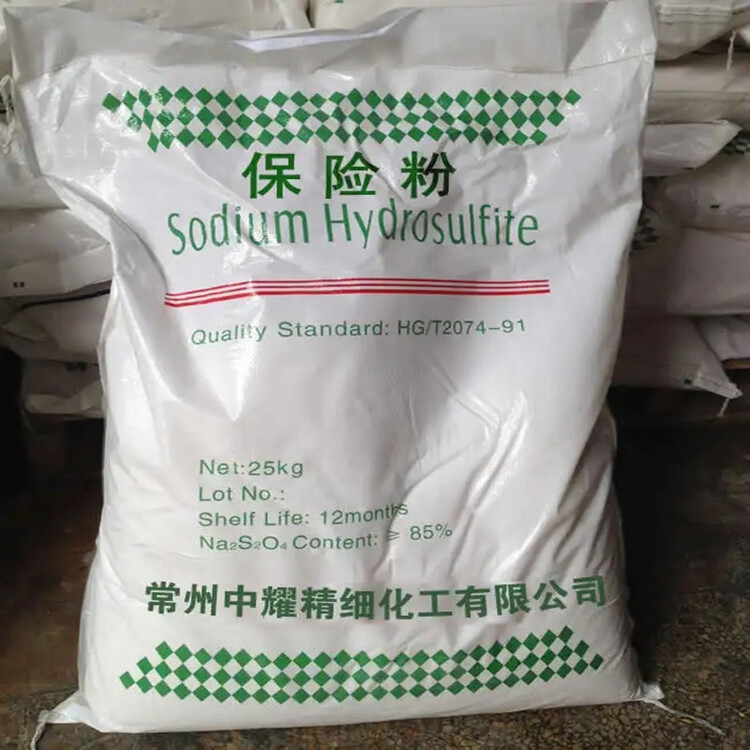 保险粉
Sodium Hydrosulfite
Quality Standard: HG/T2074-91
Net:25kg
Lot No.:
Shelf Life: 12months
Na₂S₂O₄ Content: ≥ 85%
常州中耀精细化工有限公司